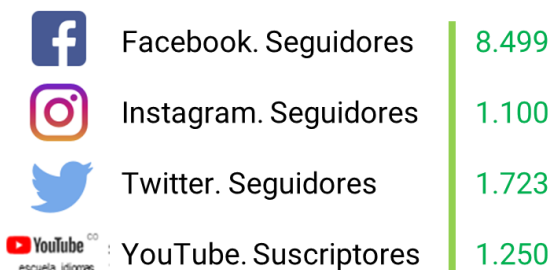 Facebook. Seguidores 8.499
Instagram. Seguidores 1.100
Twitter. Seguidores 1.723
YouTube CO
YouTube. Suscriptores 1.250
escuela idiomas